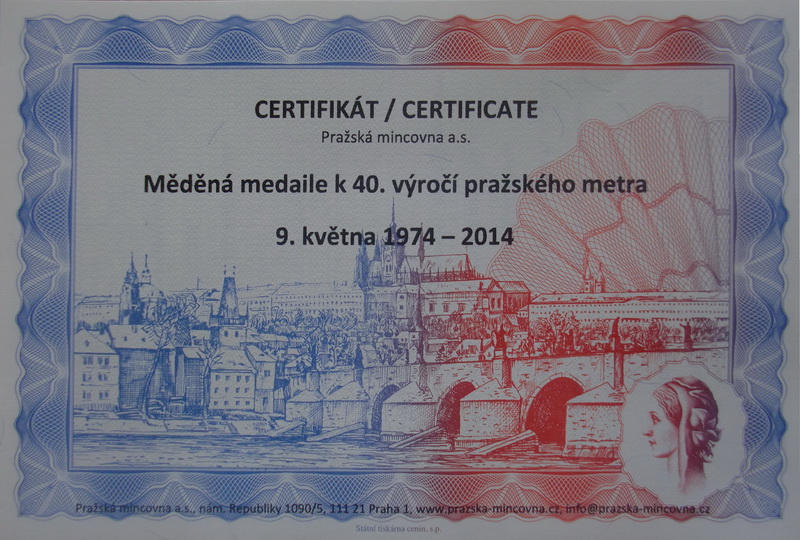 CERTIFIKÁT / CERTIFICATE
Pražská mincovna a.s.
Měděná medaile k 40. výročí pražského metra
9. května 1974 – 2014
Pražská mincovna a.s., nám. Republiky 1090/5, 111 21 Praha 1, www.prazska-mincovna.cz, info@prazska-mincovna.cz
Státní tiskárna cenin, s.p.